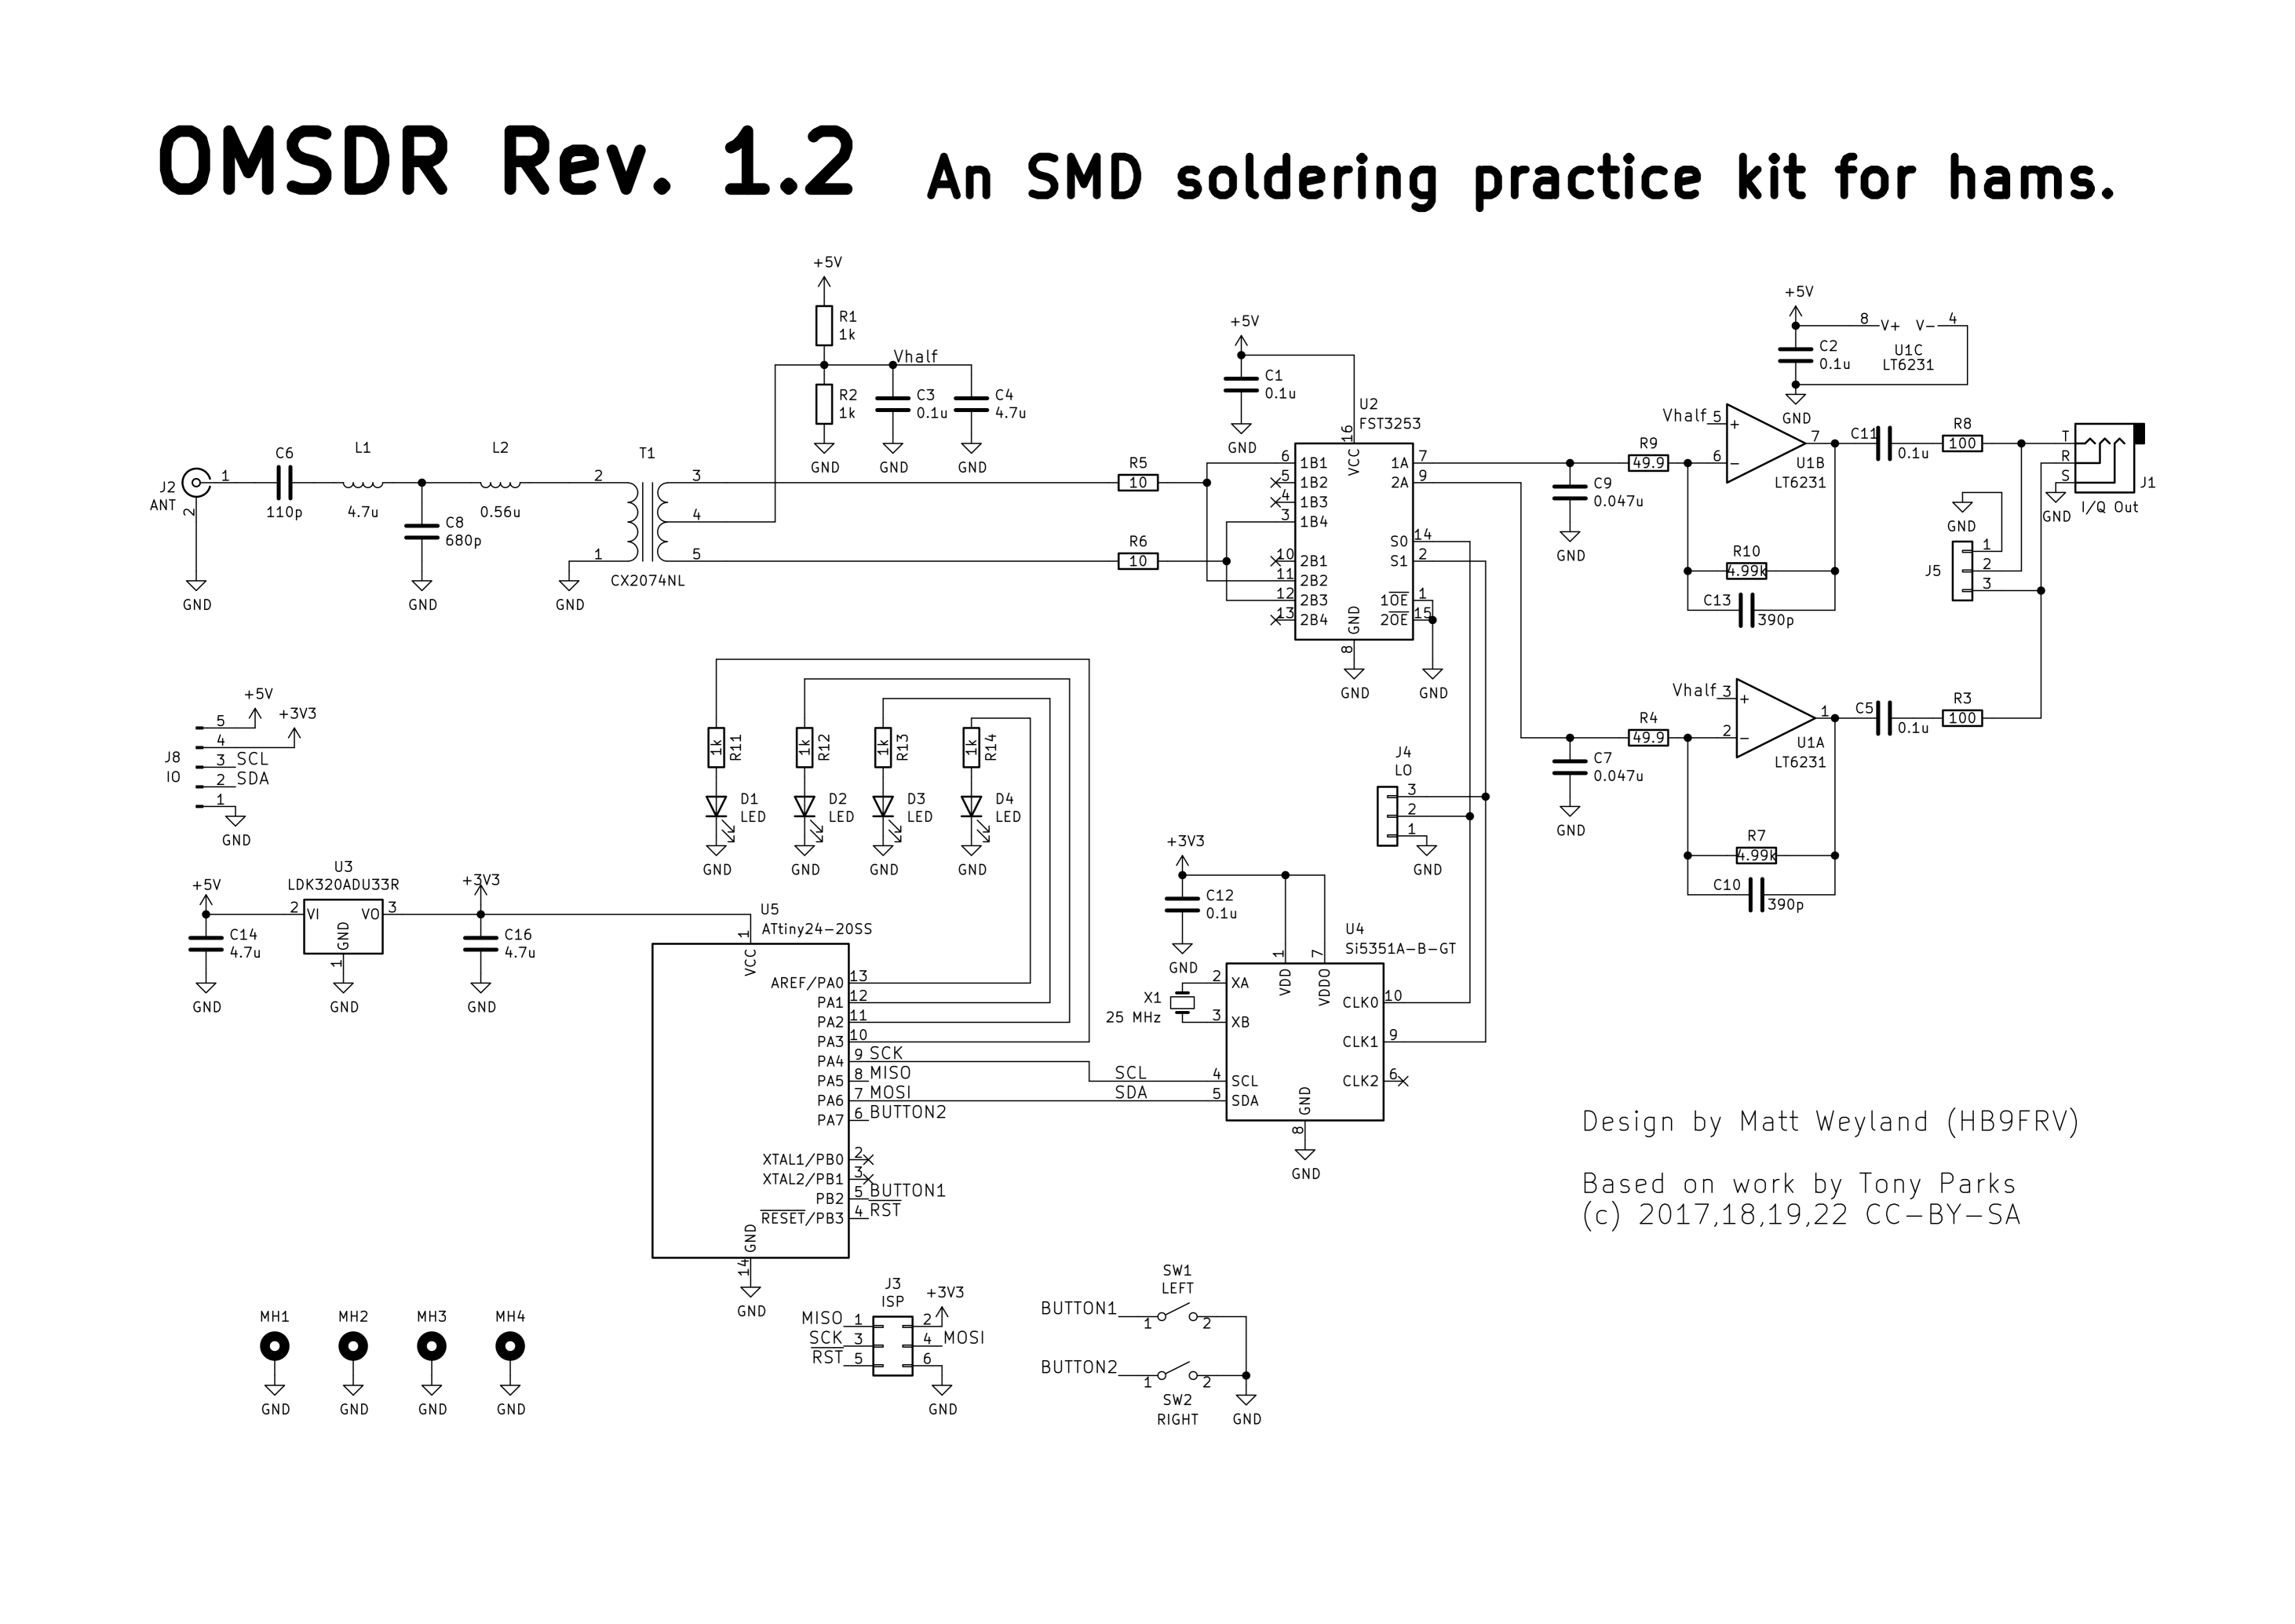 OMSDR Rev. 1.2 An SMD soldering practice kit for hams.
+5V
R1
1k
Vhalf
R2
1k
C3
0.1u
C4
4.7u
GND
GND
GND
J2
ANT
1
2
GND
C6
110p
L1
4.7u
C8
680p
GND
L2
0.56u
T1
2
1
3
4
5
CX2074NL
GND
R5
10
R6
10
+5V
C1
0.1u
GND
U2
FST3253
16
VCC
6 1B1
5 1B2
4 1B3
3 1B4
10 2B1
11 2B2
12 2B3
13 2B4
1A 7
2A 9
S0 14
S1 2
1OE 1
2OE 15
GND
8
GND
GND
C9
0.047u
GND
R9
49.9
Vhalf 5
6
+
−
7
U1B
LT6231
R10
4.99k
C13
390p
+5V
C2
0.1u
GND
8 V+ V− 4
U1C
LT6231
C11
0.1u
R8
100
T
R
S
J1
I/Q Out
GND
GND
J5
1
2
3
C7
0.047u
GND
R4
49.9
Vhalf 3
2
+
−
1
U1A
LT6231
R7
4.99k
C10
390p
C5
0.1u
R3
100
J8
IO
5 +5V
4 +3V3
3 SCL
2 SDA
1
GND
1k
R11
1k
R12
1k
R13
1k
R14
D1
LED
D2
LED
D3
LED
D4
LED
GND
GND
GND
GND
J4
LO
3
2
1
GND
+5V
C14
4.7u
GND
U3
LDK320ADU33R
2 VI
VO 3
GND
1
GND
+3V3
C16
4.7u
GND
U5
ATtiny24-20SS
1
VCC
AREF/PA0 13
PA1 12
PA2 11
PA3 10
PA4 9 SCK
PA5 8 MISO
PA6 7 MOSI
PA7 6 BUTTON2
XTAL1/PB0 2
XTAL2/PB1 3
PB2 5 BUTTON1
RESET/PB3 4 RST
GND
14
GND
SCL
SDA
+3V3
C12
0.1u
GND
X1
25 MHz
U4
Si5351A-B-GT
1
VDD
7
VDDO
2 XA
3 XB
4 SCL
5 SDA
CLK0 10
CLK1 9
CLK2 6
GND
8
GND
Design by Matt Weyland (HB9FRV)
Based on work by Tony Parks
(c) 2017,18,19,22 CC-BY-SA
MH1
MH2
MH3
MH4
GND
GND
GND
GND
J3
ISP
+3V3
MISO 1
2
SCK 3
4 MOSI
RST 5
6
GND
SW1
LEFT
BUTTON1
1 2
BUTTON2
1 2
SW2
RIGHT
GND